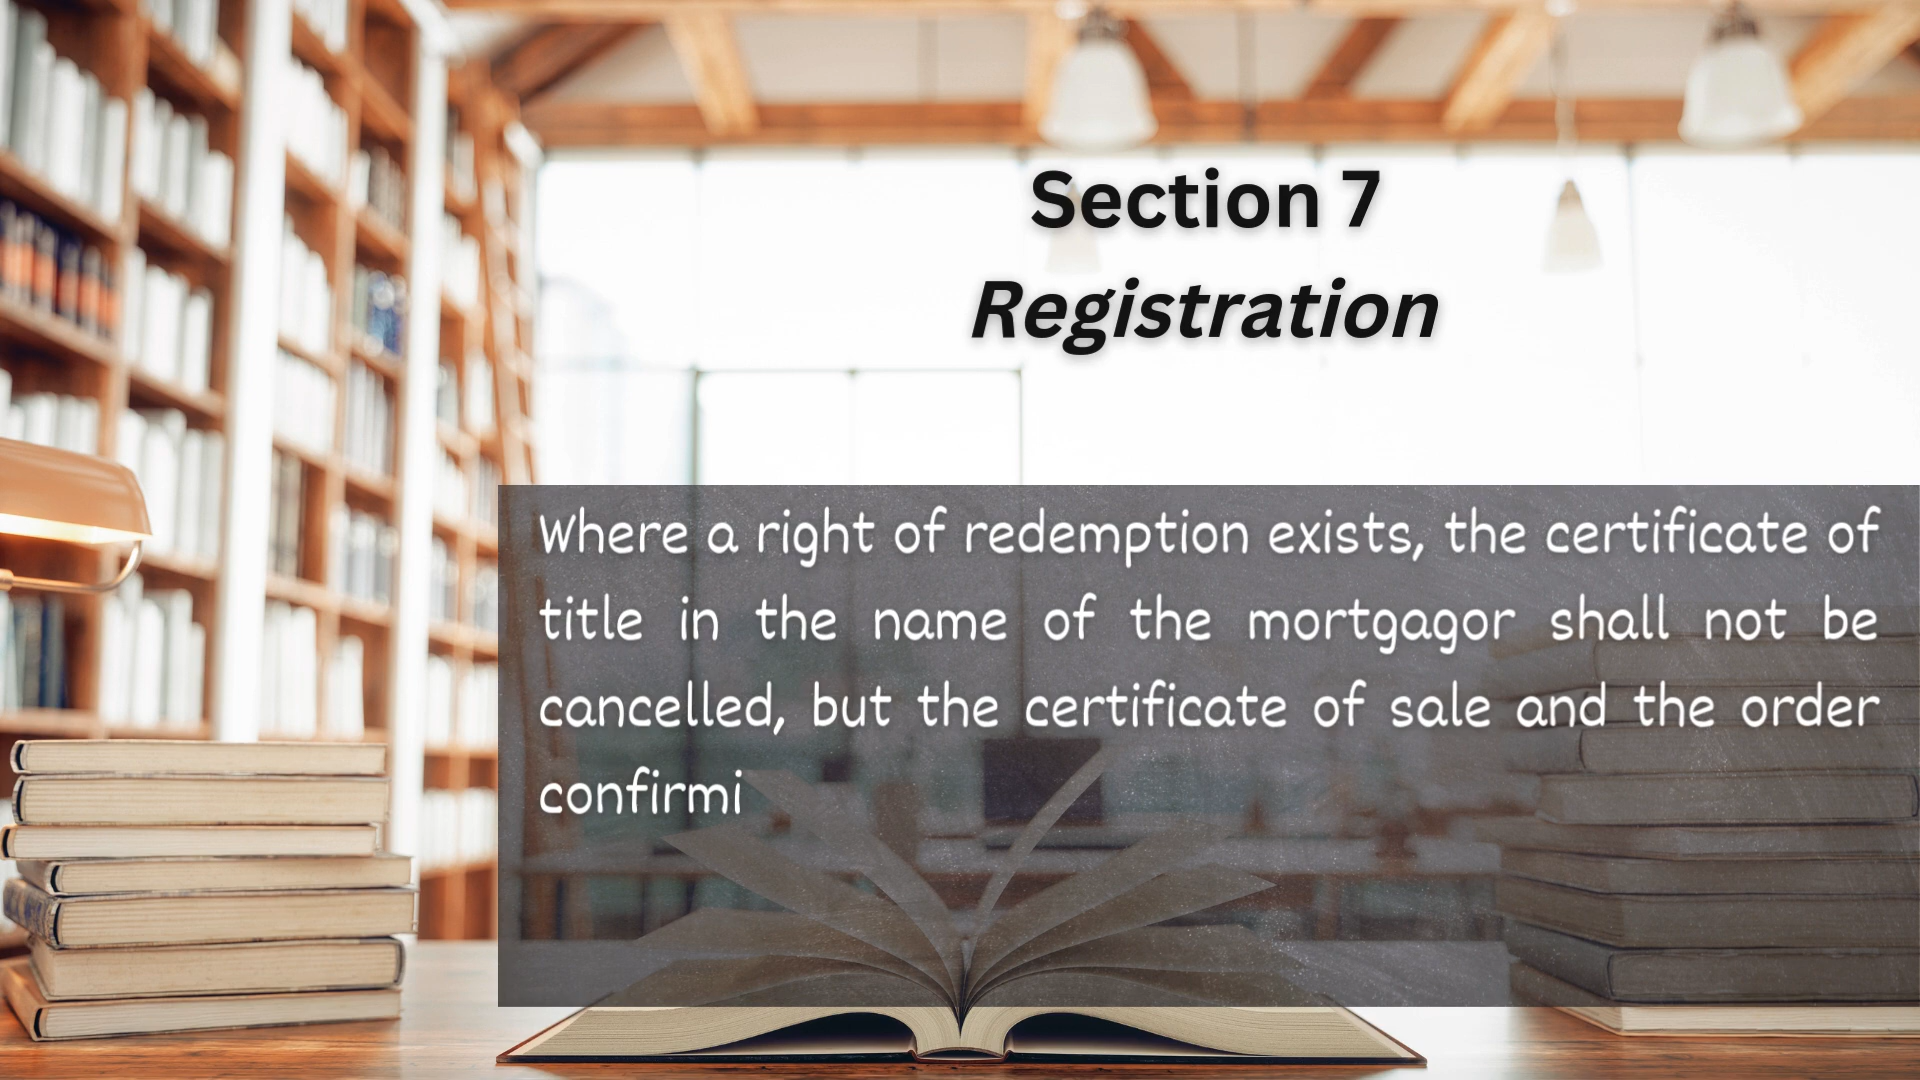 Section 7
Registration
Where a right of redemption exists, the certificate of
title in the name of the mortgagor shall not be
cancelled, but the certificate of sale and the order
confirmi